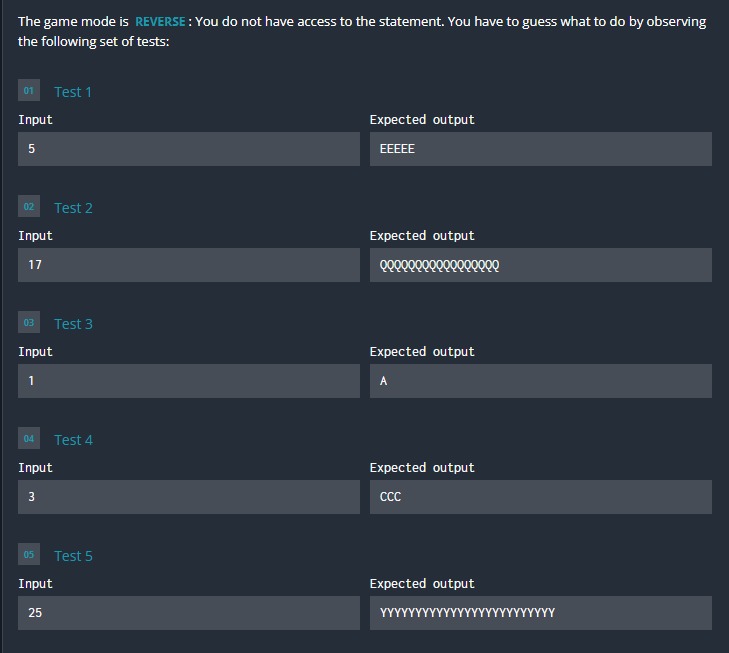 The game mode is REVERSE: You do not have access to the statement. You have to guess what to do by observing
the following set of tests:
01 Test 1
Input Expected output
5 EEEEE
02 Test 2
Input Expected output
17 QQQQQQQQQQQQQQQQQ
03 Test 3
Input Expected output
1 A
04 Test 4
Input Expected output
3 CCC
05 Test 5
Input Expected output
25 YYYYYYYYYYYYYYYYYYYYYYYYY